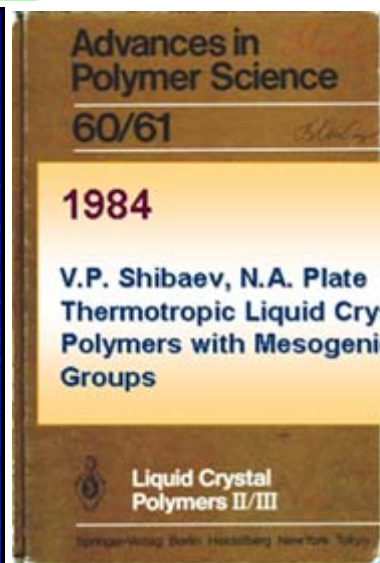 Advances in
Polymer Science
60/61
1984
V.P. Shibaev, N.A. Plate
Thermotropic Liquid Cry
Polymers with Mesogeni
Groups
Liquid Crystal
Polymers II/III
Springer-Verlag Berlin Heidelberg New York Tokyo